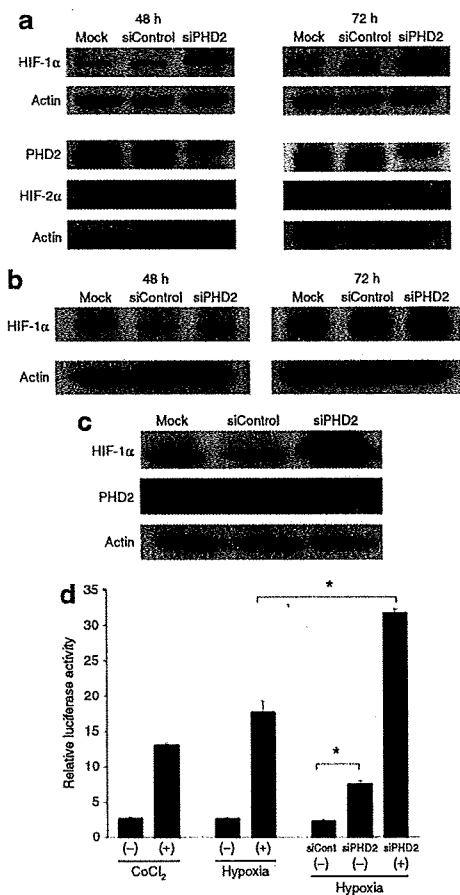 a
48 h
72 h
Mock siControl siPHD2
Mock siControl siPHD2
HIF-1α
Actin
PHD2
HIF-2α
Actin
b
48 h
72 h
Mock siControl siPHD2
Mock siControl siPHD2
HIF-1α
Actin
c
Mock siControl siPHD2
HIF-1α
PHD2
Actin
d
Relative luciferase activity
35
30
25
20
15
10
5
0
*
*
(-) (+) (-) (+) siCont siPHD2 siPHD2
(-) (-) (+)
CoCl₂ Hypoxia Hypoxia